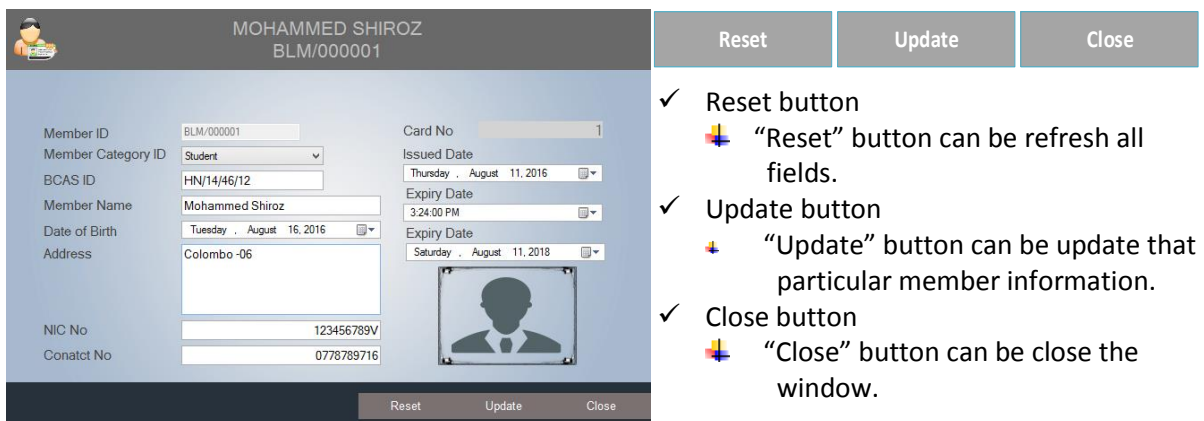 MOHAMMED SHIROZ
BLM/000001
Member ID
BLM/000001
Member Category ID
Student
BCAS ID
HN/14/46/12
Member Name
Mohammed Shiroz
Date of Birth
Tuesday , August 16, 2016
Address
Colombo -06
NIC No
123456789V
Conatct No
0778789716
Card No
1
Issued Date
Thursday , August 11, 2016
Expiry Date
3:24:00 PM
Expiry Date
Saturday , August 11, 2018
Reset Update Close
Reset Update Close
✓ Reset button
“Reset” button can be refresh all
fields.
✓ Update button
“Update” button can be update that
particular member information.
✓ Close button
“Close” button can be close the
window.